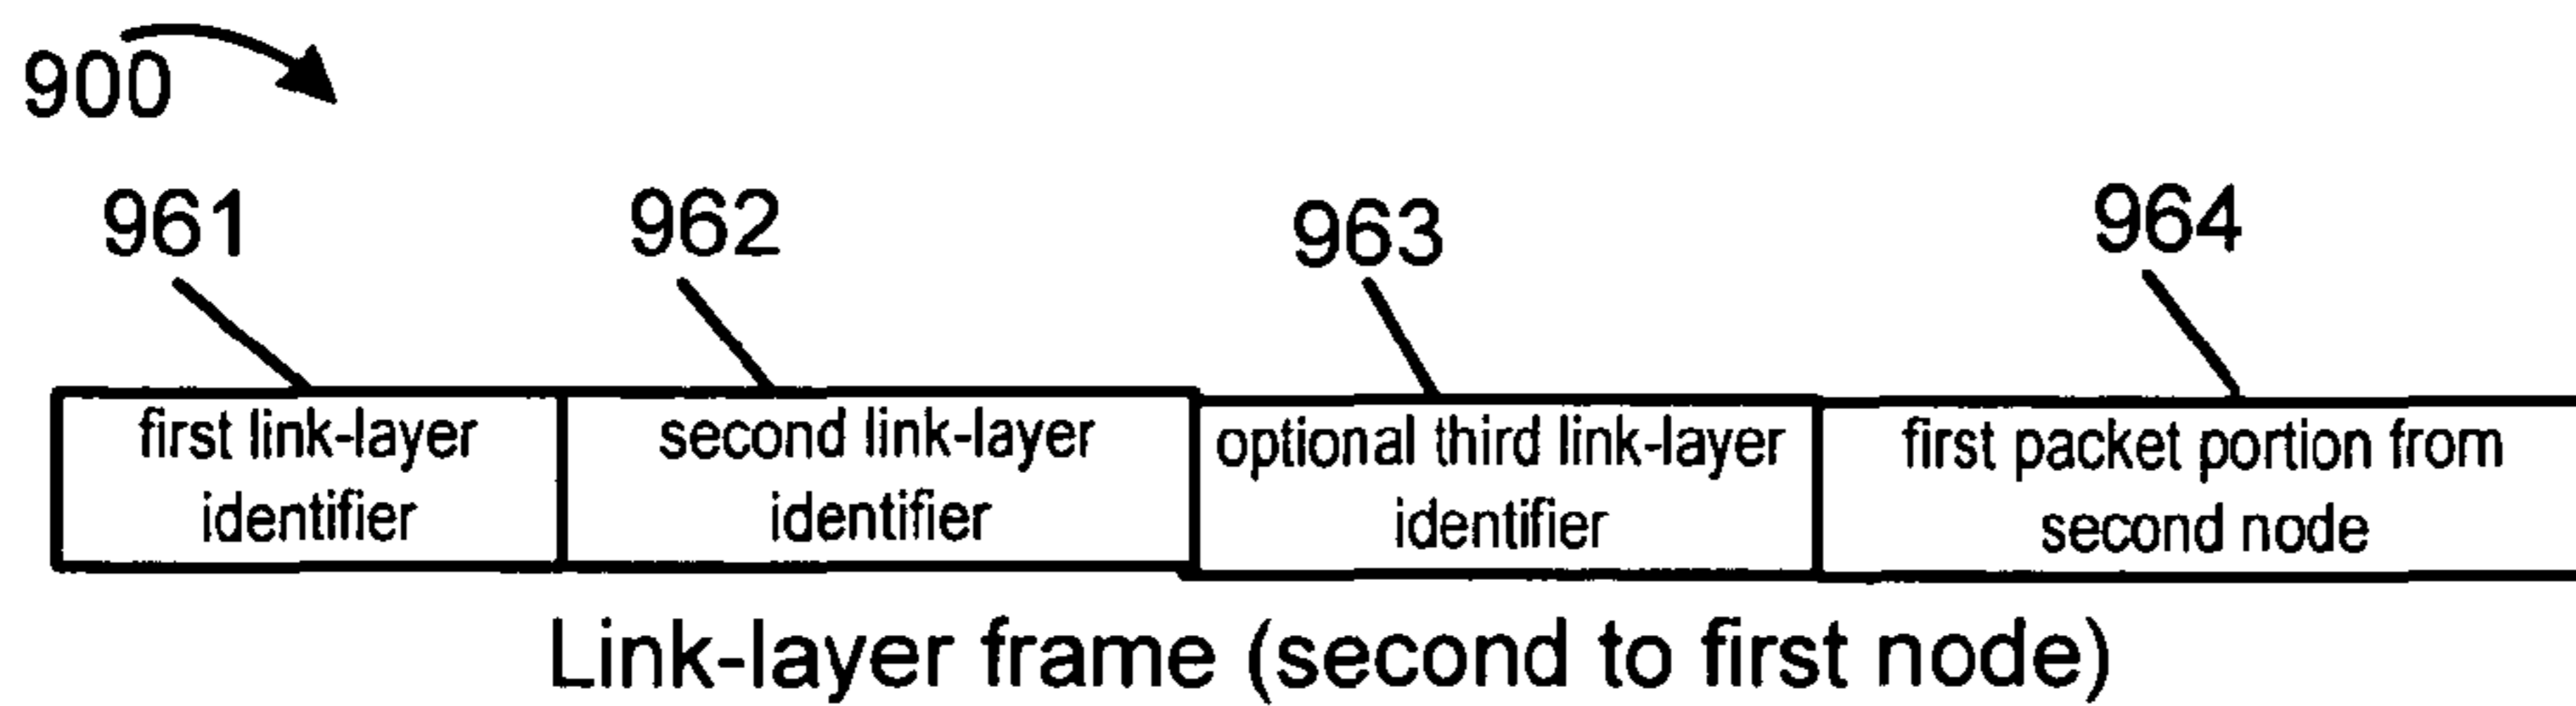 900
961
962
963
964
first link-layer
identifier
second link-layer
identifier
optional third link-layer
identifier
first packet portion from
second node
Link-layer frame (second to first node)